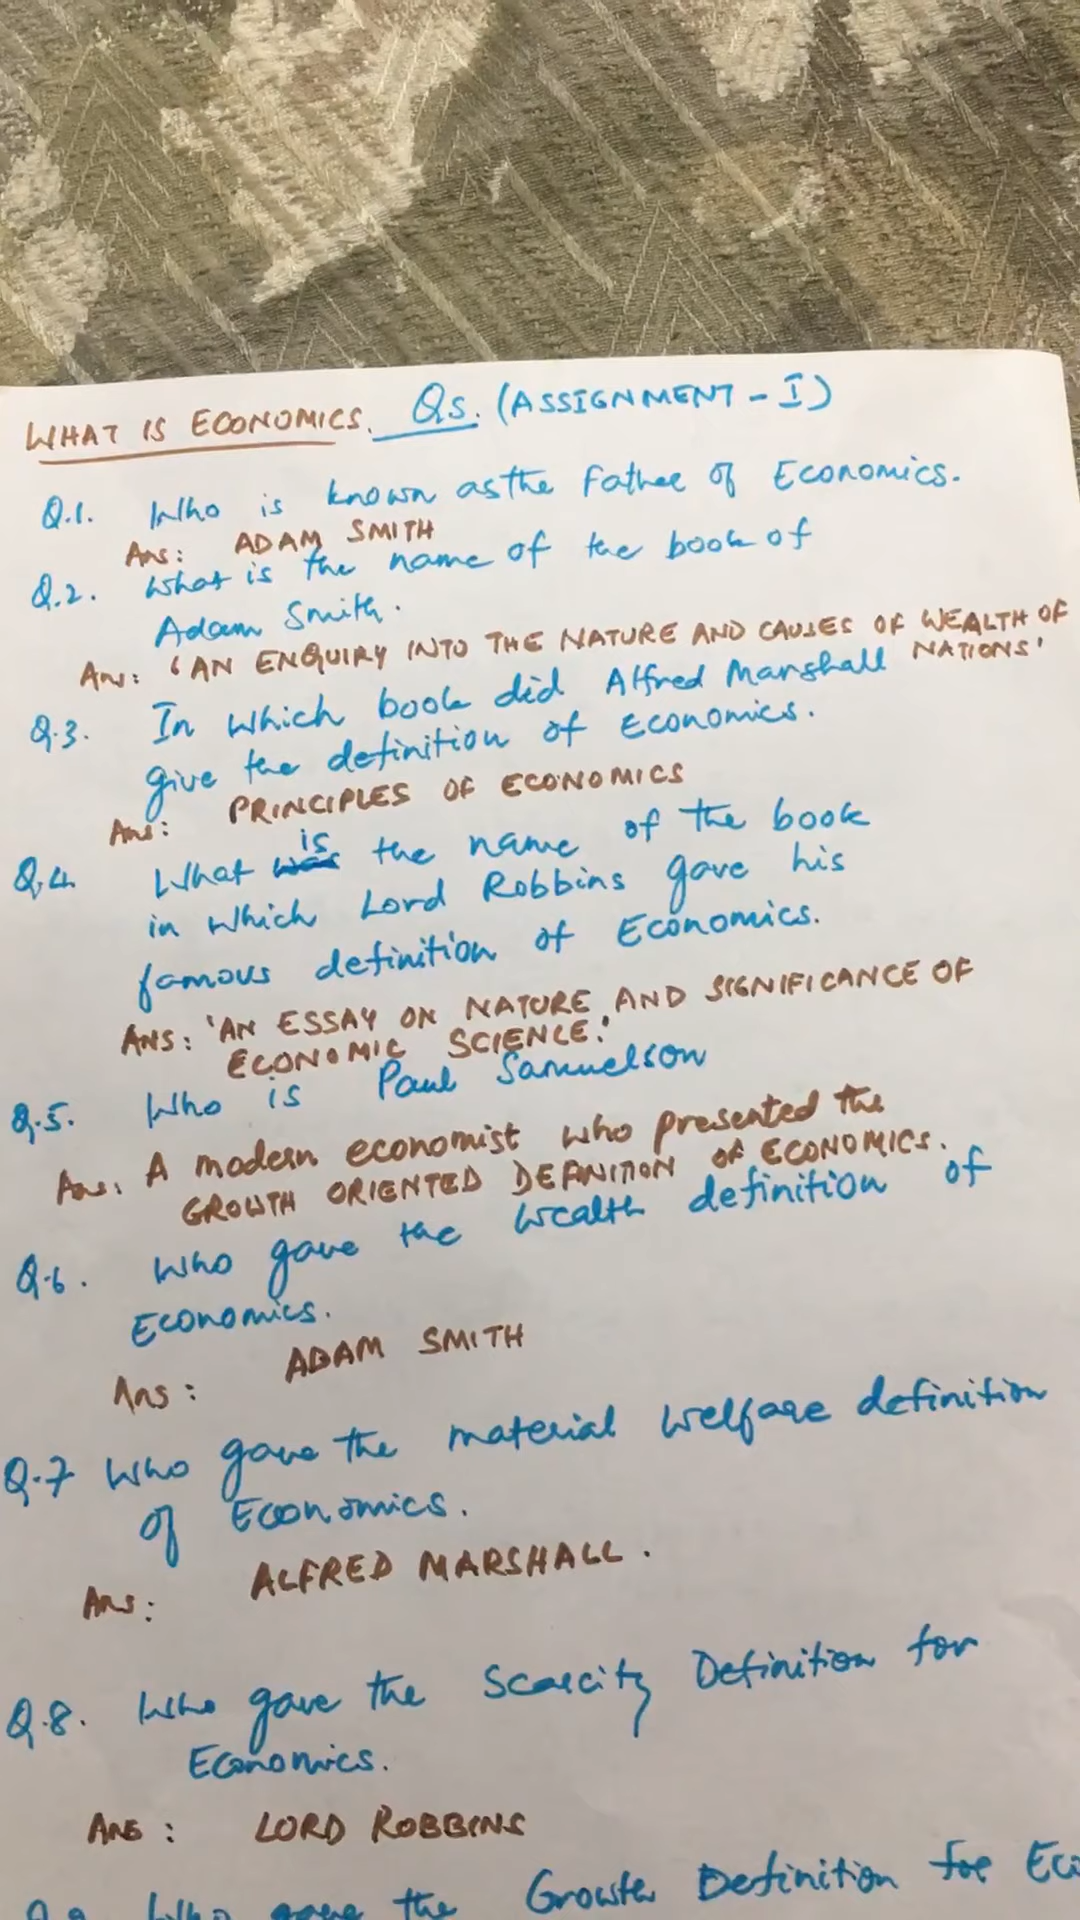 WHAT IS ECONOMICS. Qs. (ASSIGNMENT - I)
Q.1. Who is known as the Father of Economics.
Ans: ADAM SMITH
Q.2. What is the name of the book of
Adam Smith.
Ans: 'AN ENQUIRY INTO THE NATURE AND CAUSES OF WEALTH OF
NATIONS'
Q.3. In which book did Alfred Marshall
give the definition of Economics.
Ans: PRINCIPLES OF ECONOMICS
Q.4 What is the name of the book
in which Lord Robbins gave his
famous definition of Economics.
ANS: 'AN ESSAY ON NATURE AND SIGNIFICANCE OF
ECONOMIC SCIENCE.'
Q.5. Who is Paul Samuelson
Ans: A modern economist who presented the
GROWTH ORIENTED DEFINITION OF ECONOMICS.
Q.6. Who gave the wealth definition of
Economics.
Ans: ADAM SMITH
Q.7 Who gave the material welfare definition
of Economics.
Ans: ALFRED MARSHALL.
Q.8. Who gave the Scarcity Definition for
Economics.
ANS: LORD ROBBINS
Q.9 Who gave the Growth Definition for Eco